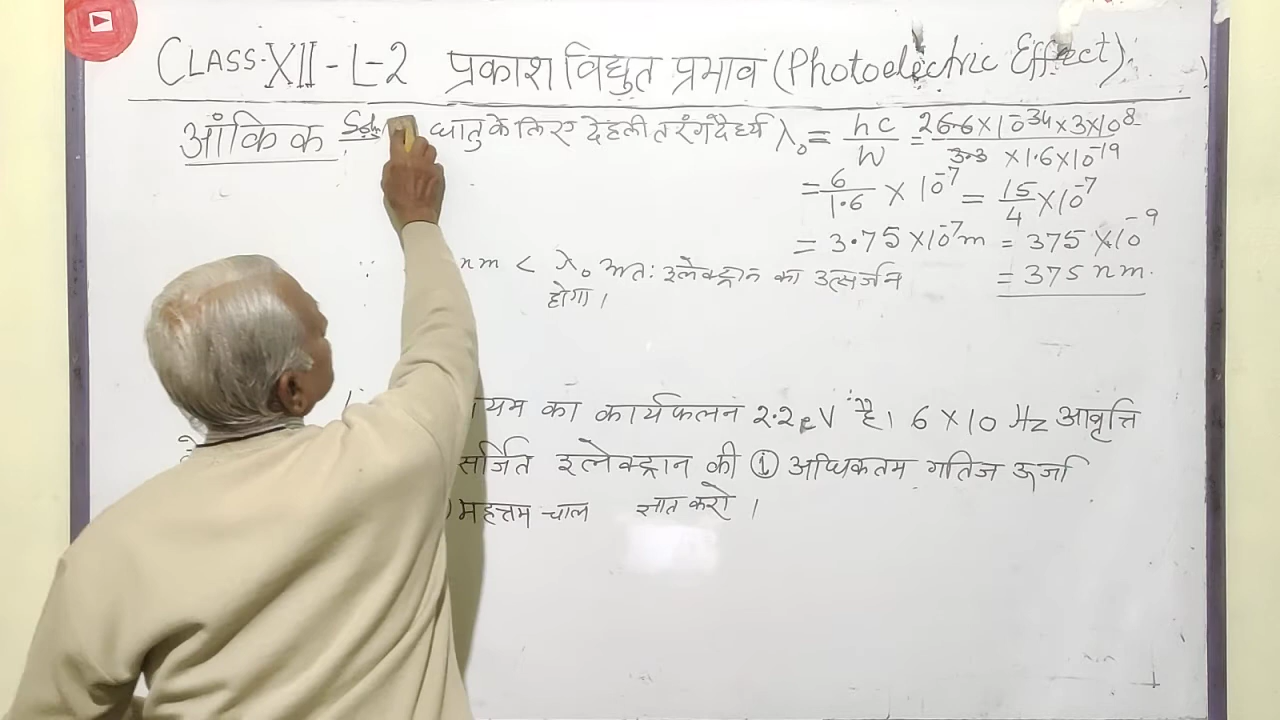 CLASS-XII-L-2 प्रकाश विद्युत प्रभाव (Photoelectric Effect)
आंकिक Soln धातु के लिए देहली तरंगदैर्घ्य λ₀ = hc/W = 6.6×10⁻³⁴×3×10⁸/3.3×1.6×10⁻¹⁹
= 6/1.6 × 10⁻⁷ = 15/4 × 10⁻⁷
= 3.75×10⁻⁷m = 375×10⁻⁹
= 375 nm.
nm < λ₀ अतः इलेक्ट्रान का उत्सर्जन
होगा।
यम का कार्यफलन 2.2eV है। 6×10 Hz आवृत्ति
सर्जित इलेक्ट्रान की ① अधिकतम गतिज ऊर्जा
महत्तम चाल ज्ञात करो।